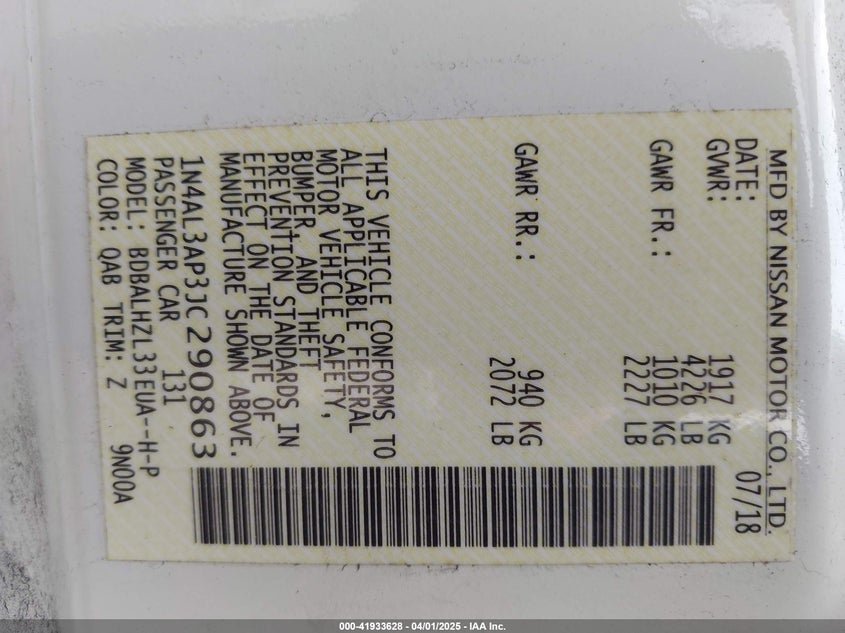 MFD BY NISSAN MOTOR CO., LTD.
DATE: 07/18
GVWR: 1917 KG
4226 LB
GAWR FR.: 1010 KG
2227 LB
GAWR RR.: 940 KG
2072 LB
THIS VEHICLE CONFORMS TO
ALL APPLICABLE FEDERAL
MOTOR VEHICLE SAFETY,
BUMPER, AND THEFT
PREVENTION STANDARDS IN
EFFECT ON THE DATE OF
MANUFACTURE SHOWN ABOVE.
1N4AL3AP3JC290863
PASSENGER CAR 131
MODEL: BDBALHZL33EUA--H-P
COLOR: QAB TRIM: Z 9N00A
000-41933628 - 04/01/2025 - IAA Inc.